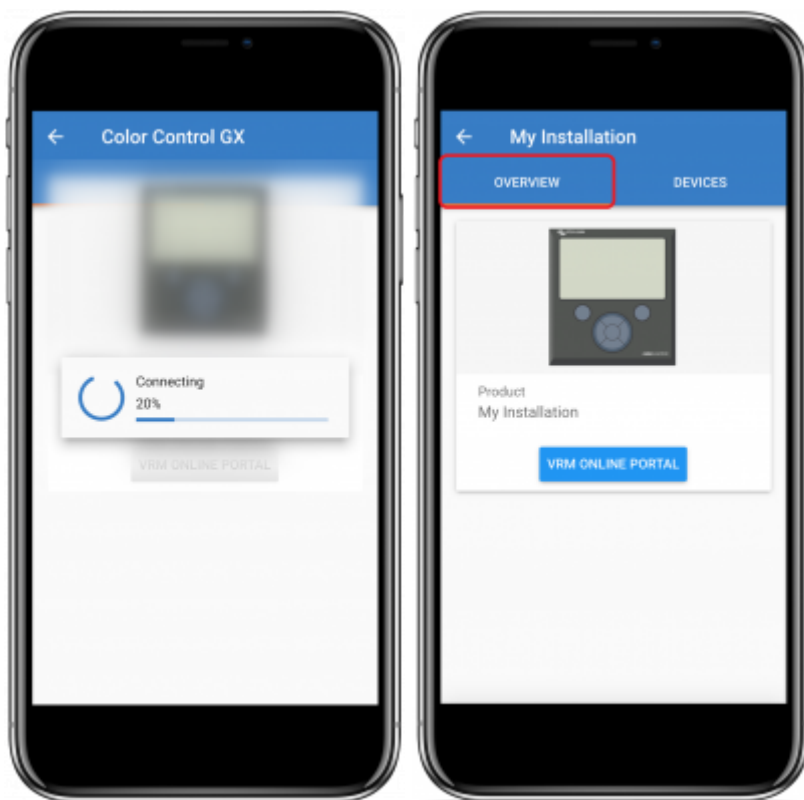 Color Control GX
Connecting
20%
VRM ONLINE PORTAL
My Installation
OVERVIEW
DEVICES
Product
My Installation
VRM ONLINE PORTAL